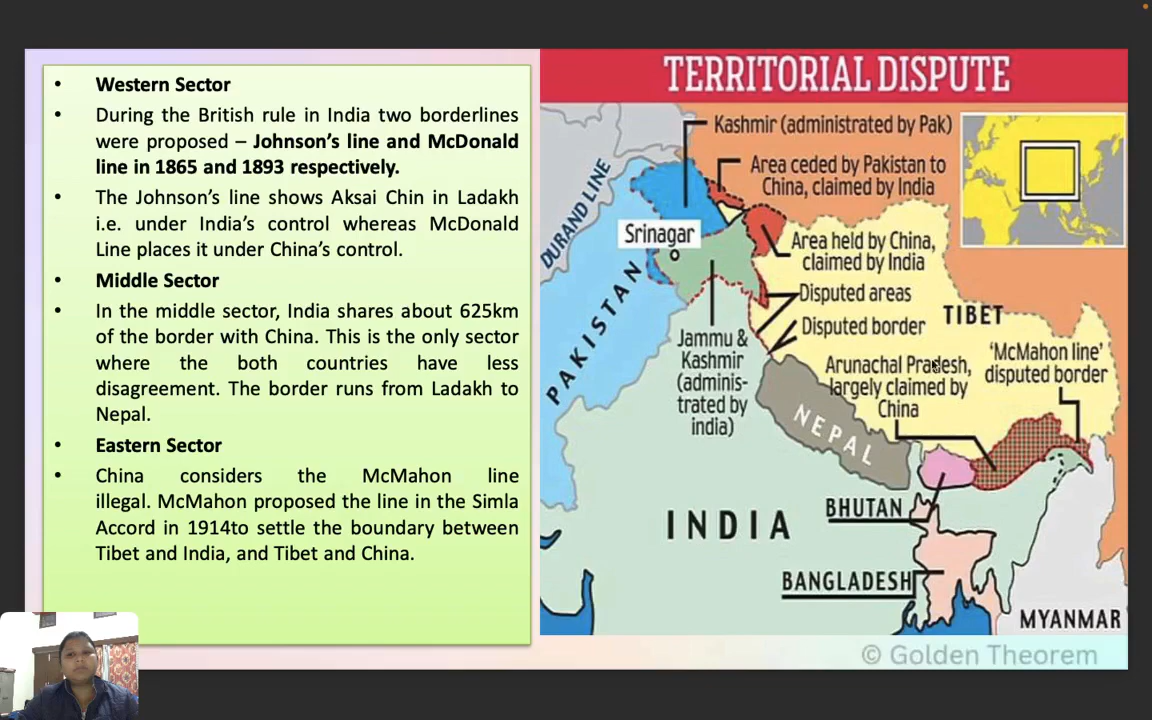 Western Sector
During the British rule in India two borderlines
were proposed – Johnson's line and McDonald
line in 1865 and 1893 respectively.
The Johnson's line shows Aksai Chin in Ladakh
i.e. under India's control whereas McDonald
Line places it under China's control.
Middle Sector
In the middle sector, India shares about 625km
of the border with China. This is the only sector
where the both countries have less
disagreement. The border runs from Ladakh to
Nepal.
Eastern Sector
China considers the McMahon line
illegal. McMahon proposed the line in the Simla
Accord in 1914to settle the boundary between
Tibet and India, and Tibet and China.
TERRITORIAL DISPUTE
Kashmir (administrated by Pak)
Area ceded by Pakistan to
China, claimed by India
DURAND LINE
Srinagar
Area held by China,
claimed by India
PAKISTAN
Disputed areas
Disputed border
TIBET
Jammu &
Kashmir
(adminis-
trated by
india)
Arunachal Pradesh,
largely claimed by
China
'McMahon line'
disputed border
NEPAL
BHUTAN
INDIA
BANGLADESH
MYANMAR
© Golden Theorem